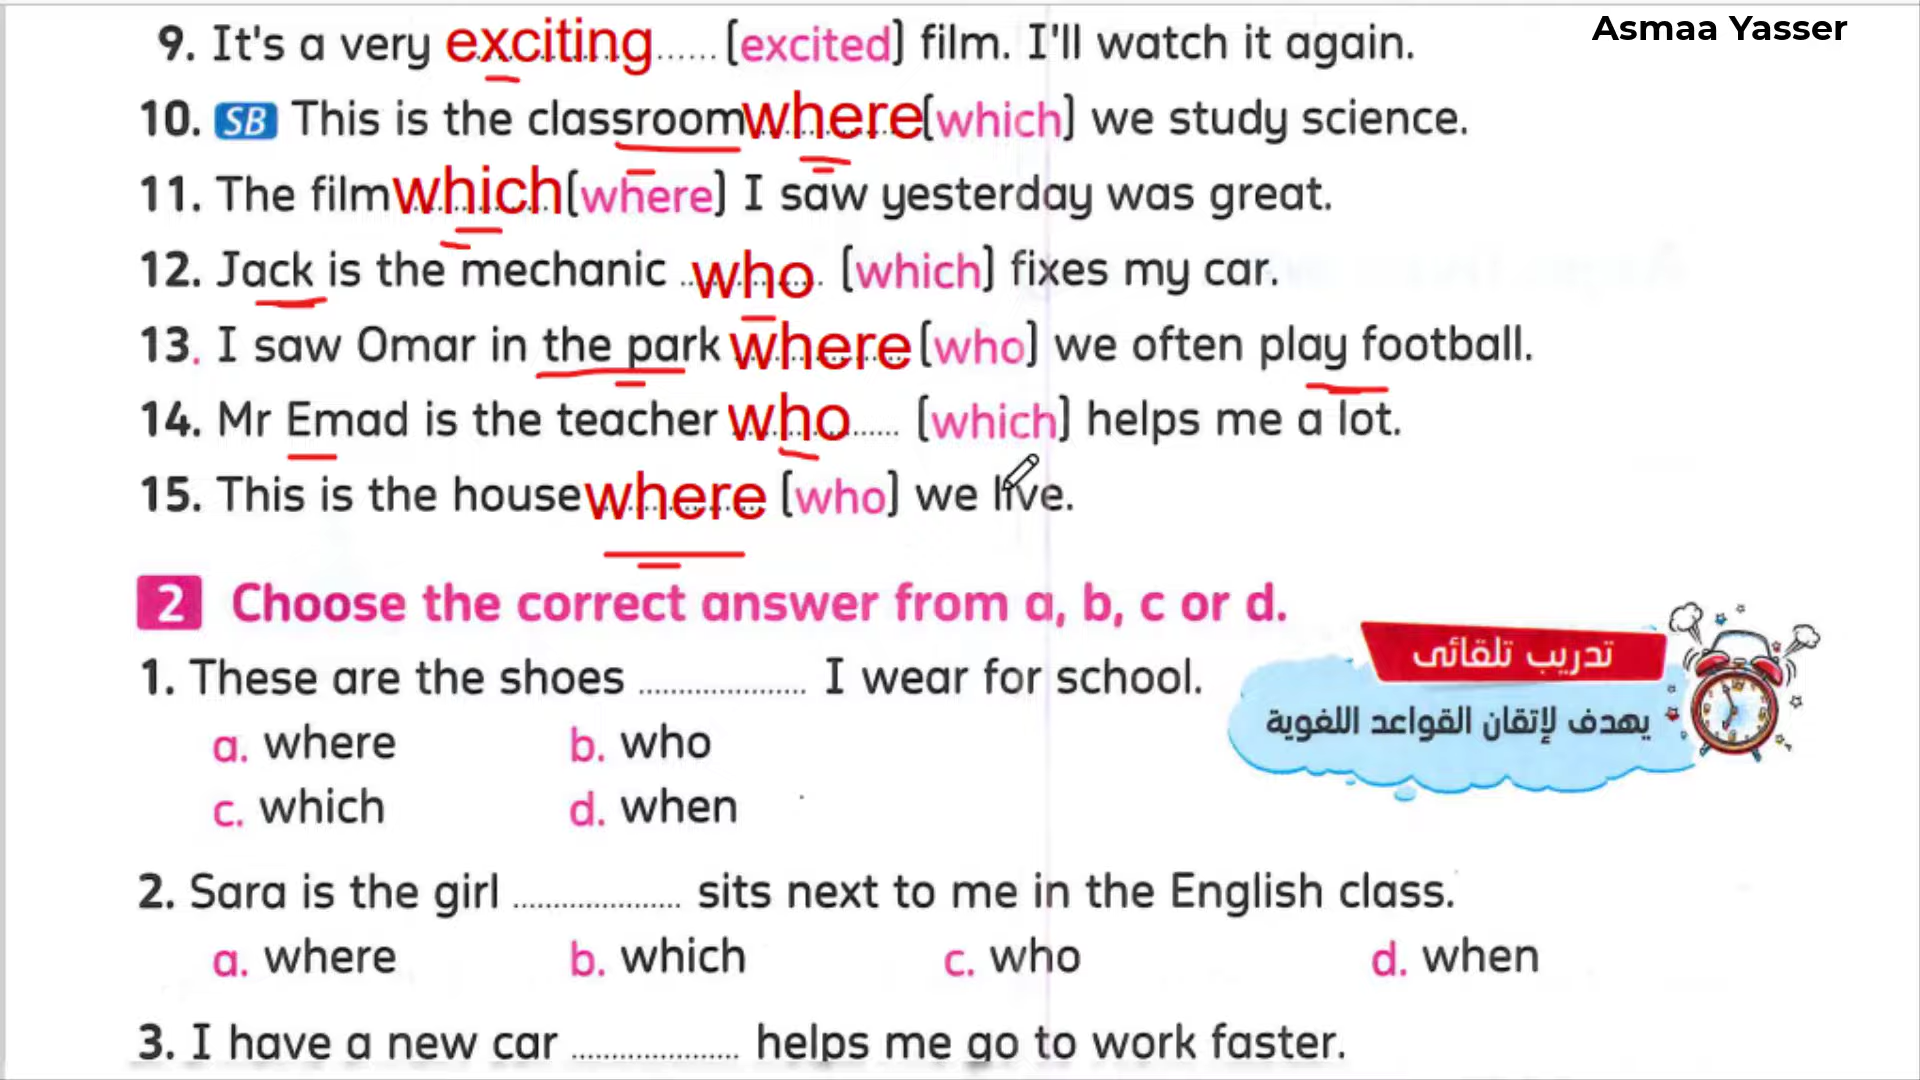 Asmaa Yasser
9. It's a very exciting...... (excited) film. I'll watch it again.
10. SB This is the classroom where (which) we study science.
11. The film which (where) I saw yesterday was great.
12. Jack is the mechanic ..who. (which) fixes my car.
13. I saw Omar in the park where (who) we often play football.
14. Mr Emad is the teacher who..... (which) helps me a lot.
15. This is the house where (who) we live.
2 Choose the correct answer from a, b, c or d.
تدريب تلقائى
يهدف لإتقان القواعد اللغوية
1. These are the shoes ..................... I wear for school.
a. where b. who
c. which d. when
2. Sara is the girl ..................... sits next to me in the English class.
a. where b. which c. who d. when
3. I have a new car ..................... helps me go to work faster.